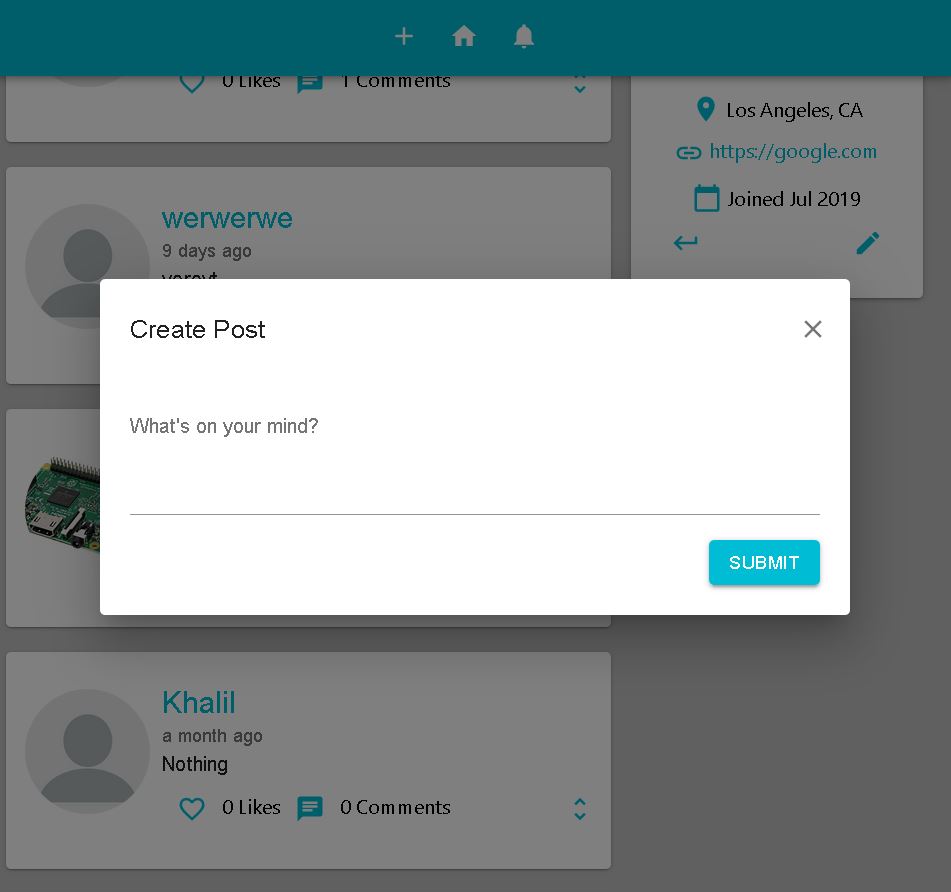 0 Likes 1 Comments
Los Angeles, CA
https://google.com
Joined Jul 2019
werwerwe
9 days ago
Create Post
What's on your mind?
SUBMIT
Khalil
a month ago
Nothing
0 Likes 0 Comments